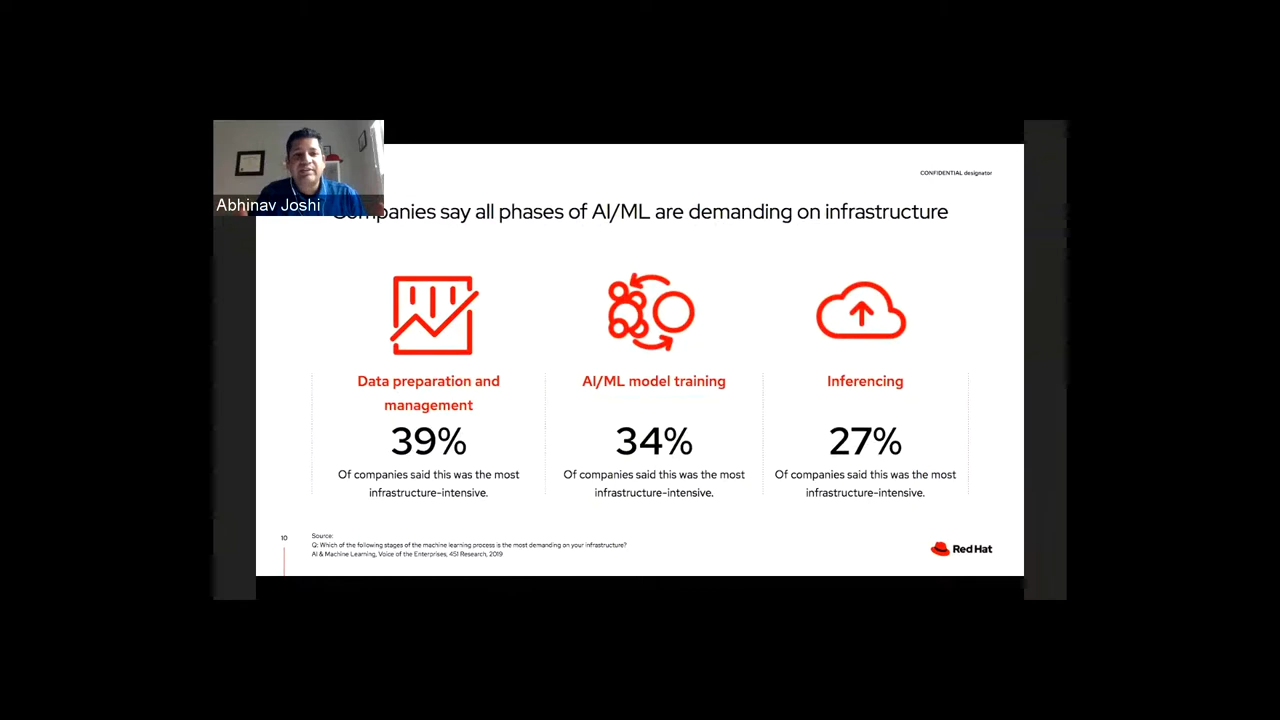 CONFIDENTIAL designator
Abhinav Joshi
Companies say all phases of AI/ML are demanding on infrastructure
Data preparation and
management
39%
Of companies said this was the most
infrastructure-intensive.
AI/ML model training
34%
Of companies said this was the most
infrastructure-intensive.
Inferencing
27%
Of companies said this was the most
infrastructure-intensive.
10
Source:
Q: Which of the following stages of the machine learning process is the most demanding on your infrastructure?
AI & Machine Learning, Voice of the Enterprises, 451 Research, 2019
Red Hat